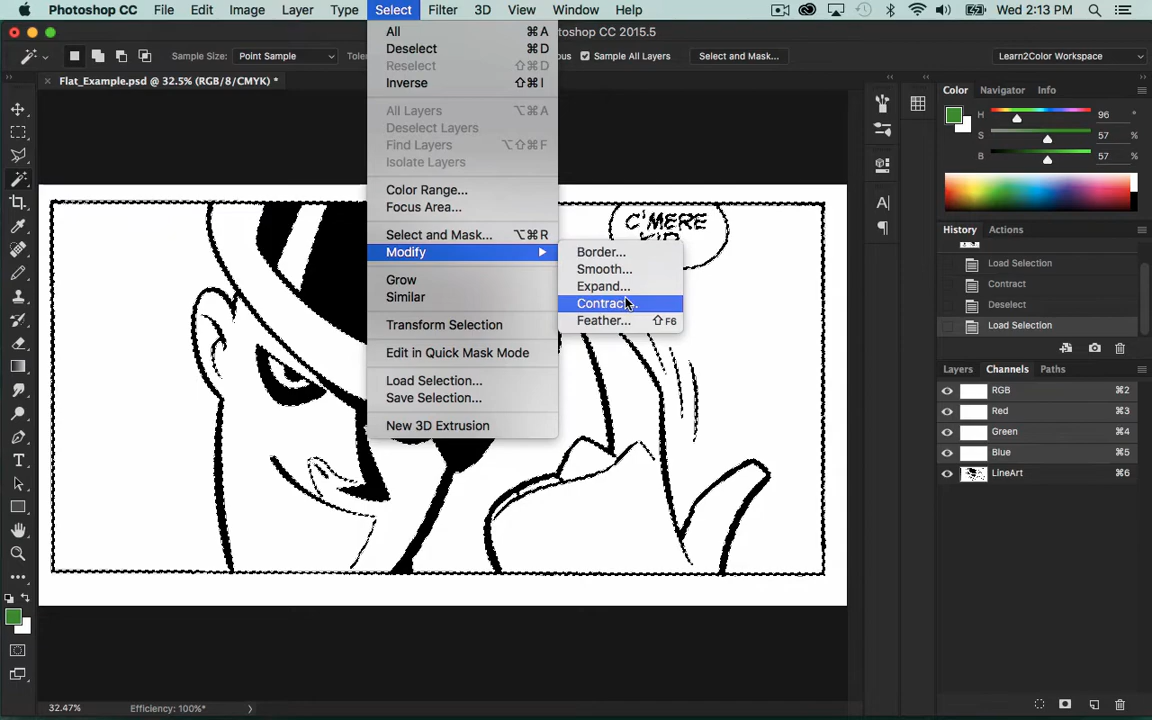 Photoshop CC File Edit Image Layer Type Select Filter 3D View Window Help Wed 2:13 PM
Photoshop CC 2015.5
Sample Size: Point Sample Sample All Layers Select and Mask... Learn2Color Workspace
Flat_Example.psd @ 32.5% (RGB/8/CMYK) *
All ⌘A
Deselect ⌘D
Reselect ⇧⌘D
Inverse ⇧⌘I
All Layers ⌥⌘A
Deselect Layers
Find Layers ⌥⇧⌘F
Isolate Layers
Color Range...
Focus Area...
Select and Mask... ⌥⌘R
Modify
Grow
Similar
Transform Selection
Edit in Quick Mask Mode
Load Selection...
Save Selection...
New 3D Extrusion
Border...
Smooth...
Expand...
Contract...
Feather... ⇧F6
C'MERE
KID
Color Navigator Info
H 96 °
S 57 %
B 57 %
History Actions
Load Selection
Contract
Deselect
Load Selection
Layers Channels Paths
RGB ⌘2
Red ⌘3
Green ⌘4
Blue ⌘5
LineArt ⌘6
32.47% Efficiency: 100%*